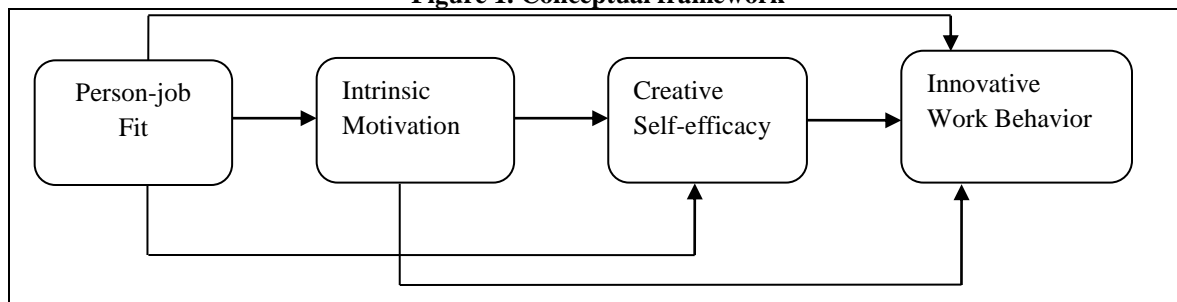 Figure 1. Conceptual framework
Person-job
Fit
Intrinsic
Motivation
Creative
Self-efficacy
Innovative
Work Behavior